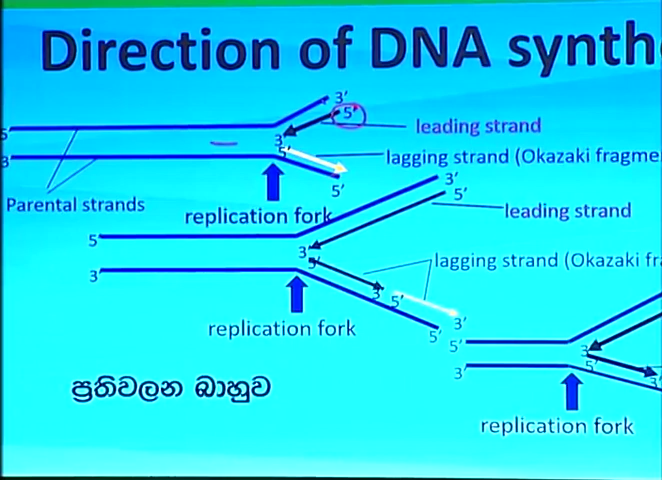 Direction of DNA synth
3'
5'
leading strand
5'
3'
5'
3'
lagging strand (Okazaki fragme
5'
Parental strands
replication fork
3'
5'
leading strand
5'
3'
5'
3'
lagging strand (Okazaki fr
3'
5'
3'
5'
replication fork
5'
3'
3'
5'
3'
ප්‍රතිවලන බාහුව
replication fork